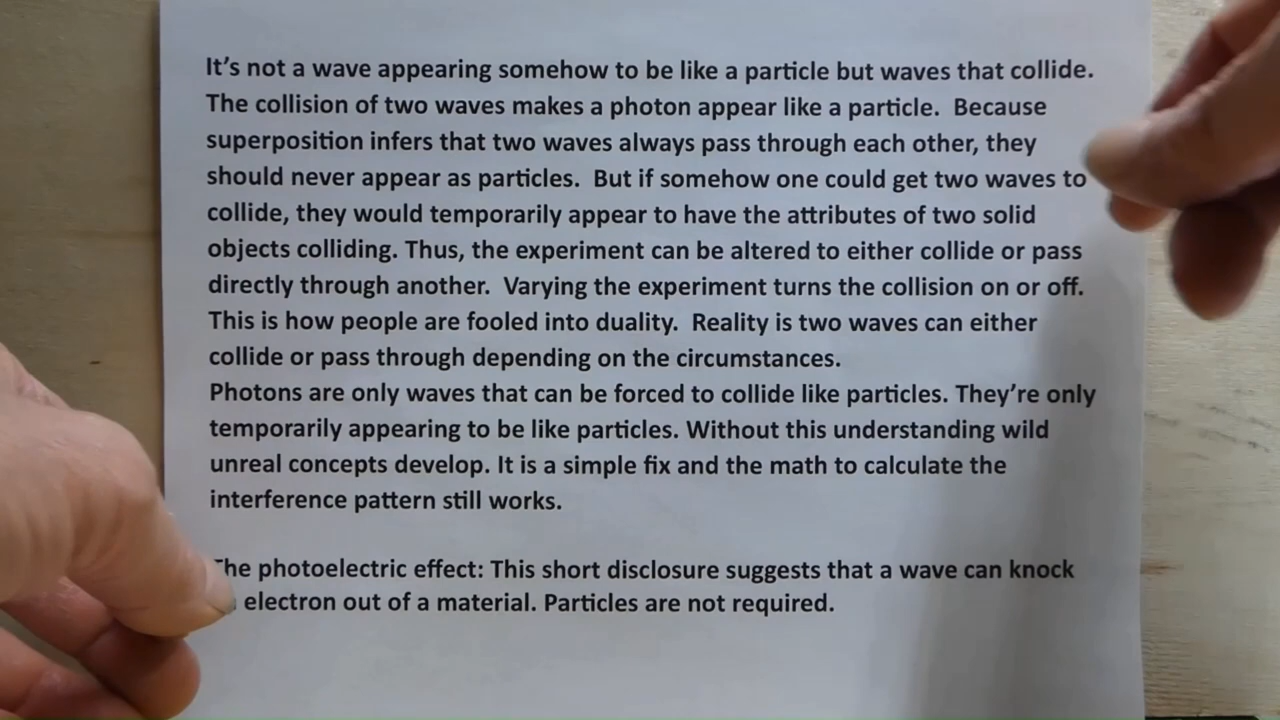 It's not a wave appearing somehow to be like a particle but waves that collide.
The collision of two waves makes a photon appear like a particle.  Because
superposition infers that two waves always pass through each other, they
should never appear as particles.  But if somehow one could get two waves to
collide, they would temporarily appear to have the attributes of two solid
objects colliding. Thus, the experiment can be altered to either collide or pass
directly through another.  Varying the experiment turns the collision on or off.
This is how people are fooled into duality.  Reality is two waves can either
collide or pass through depending on the circumstances.
Photons are only waves that can be forced to collide like particles. They're only
temporarily appearing to be like particles. Without this understanding wild
unreal concepts develop. It is a simple fix and the math to calculate the
interference pattern still works.
The photoelectric effect: This short disclosure suggests that a wave can knock
electron out of a material. Particles are not required.